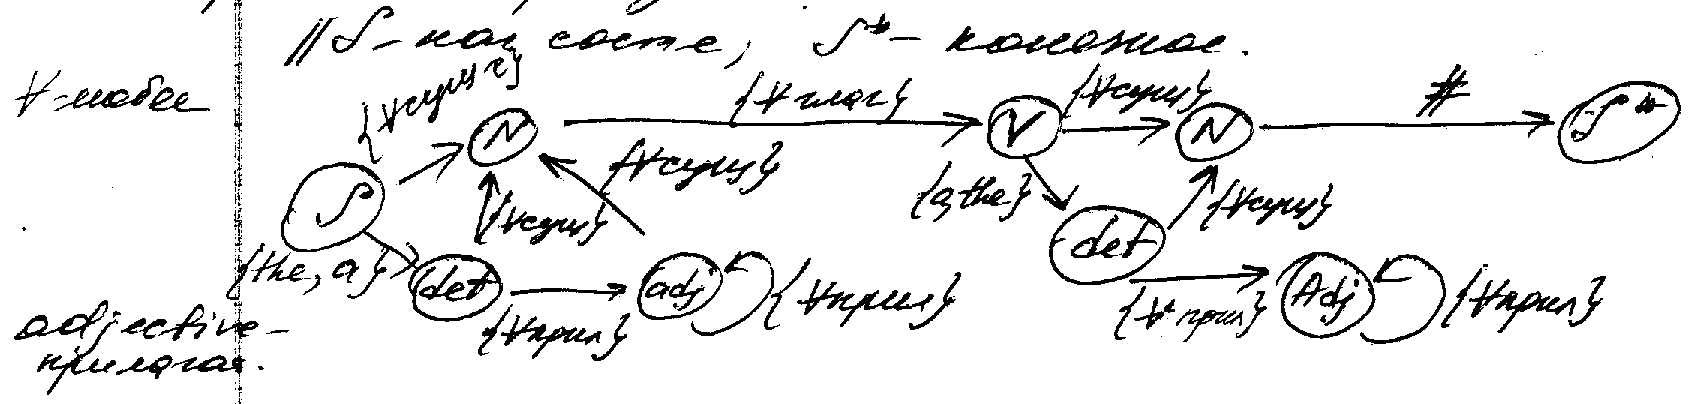 // S - нач сост-е, S* - конечное.
∀ - любое
{∀сущ-е}
{∀глаг}
{∀сущ}
#
N
V
N
S*
{∀сущ}
S
{∀сущ}
{a, the}
{∀сущ}
{the, a}
det
adj
{∀прил}
det
{∀прил}
{∀прил}
Adj
{∀прил}
adjective -
прилагат.